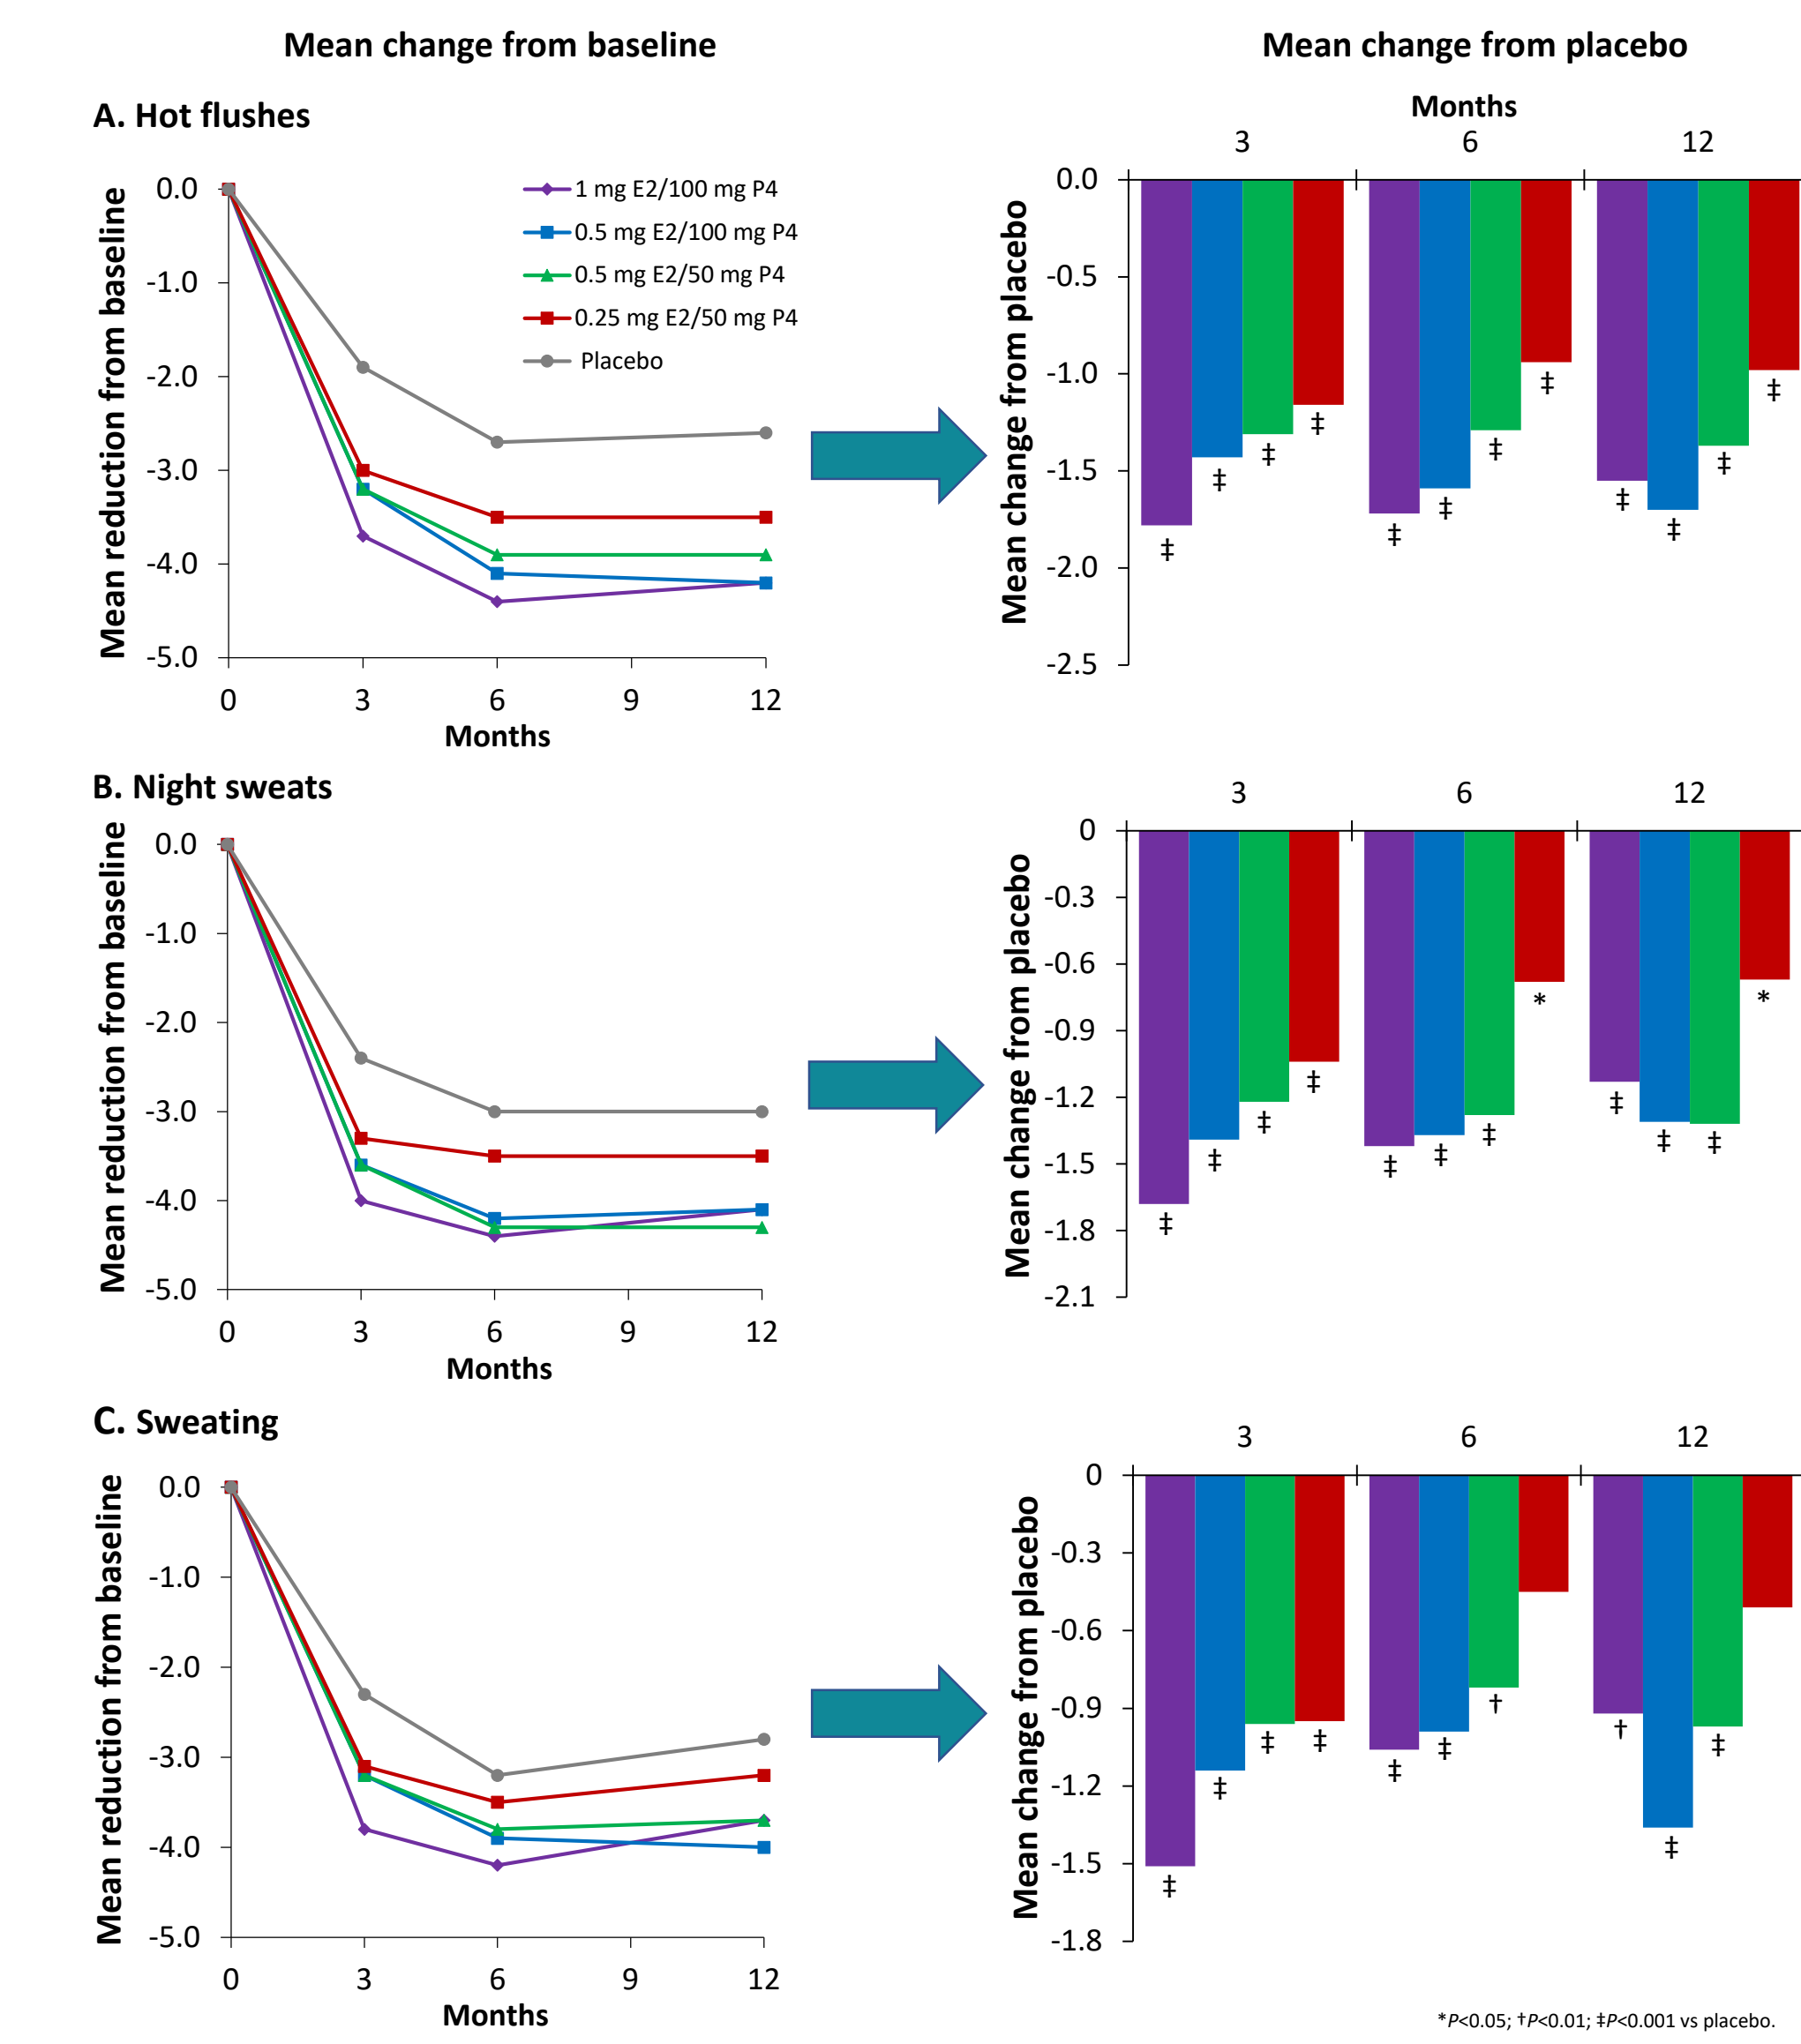 Mean change from baseline
Mean change from placebo
A. Hot flushes
Mean reduction from baseline
0.0
-1.0
-2.0
-3.0
-4.0
-5.0
0 3 6 9 12
Months
1 mg E2/100 mg P4
0.5 mg E2/100 mg P4
0.5 mg E2/50 mg P4
0.25 mg E2/50 mg P4
Placebo
Months
3 6 12
Mean change from placebo
0.0
-0.5
-1.0
-1.5
-2.0
-2.5
‡ ‡ ‡ ‡ ‡ ‡ ‡ ‡ ‡ ‡ ‡ ‡
B. Night sweats
Mean reduction from baseline
0.0
-1.0
-2.0
-3.0
-4.0
-5.0
0 3 6 9 12
Months
3 6 12
Mean change from placebo
0
-0.3
-0.6
-0.9
-1.2
-1.5
-1.8
-2.1
‡ ‡ ‡ ‡ ‡ ‡ ‡ * ‡ ‡ ‡ *
C. Sweating
Mean reduction from baseline
0.0
-1.0
-2.0
-3.0
-4.0
-5.0
0 3 6 9 12
Months
3 6 12
Mean change from placebo
0
-0.3
-0.6
-0.9
-1.2
-1.5
-1.8
‡ ‡ ‡ ‡ ‡ ‡ † † ‡ ‡
*P<0.05; †P<0.01; ‡P<0.001 vs placebo.